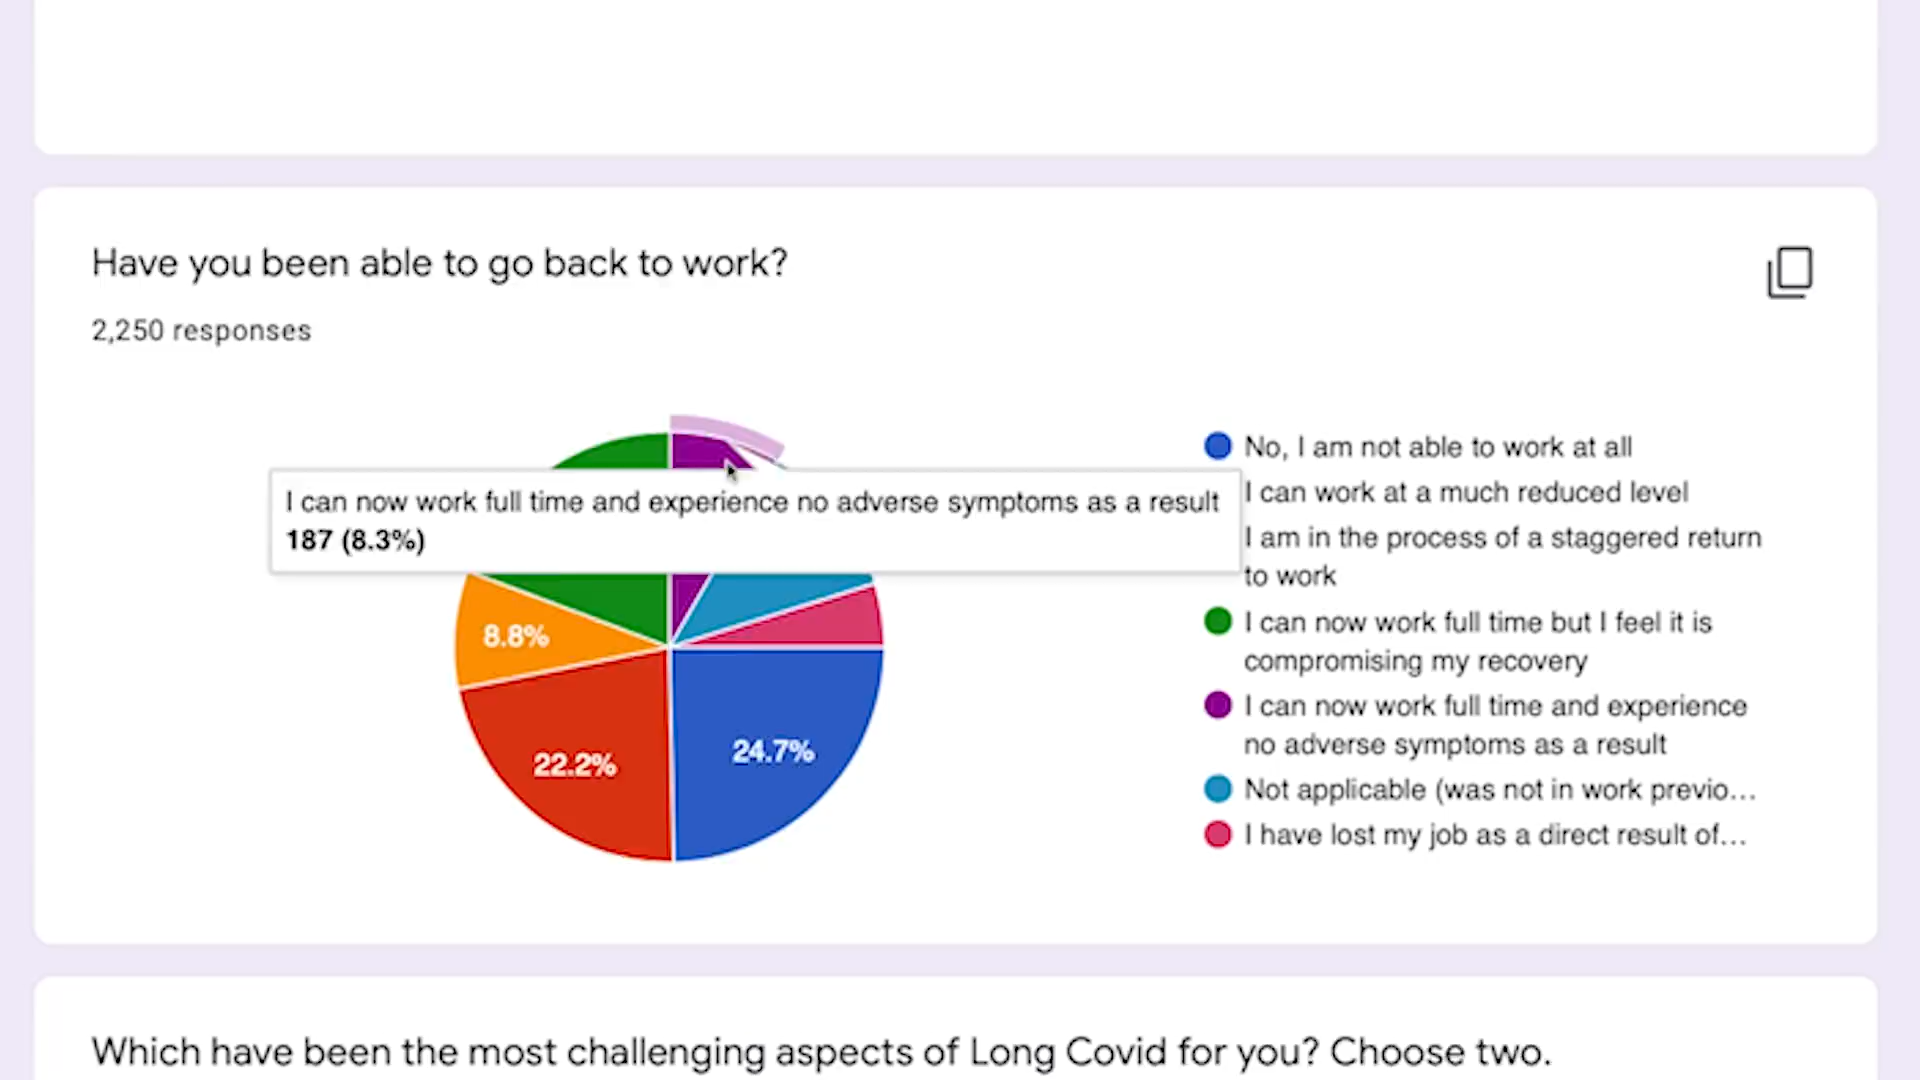 Have you been able to go back to work?
2,250 responses
I can now work full time and experience no adverse symptoms as a result
187 (8.3%)
8.8%
22.2%
24.7%
No, I am not able to work at all
I can work at a much reduced level
I am in the process of a staggered return
to work
I can now work full time but I feel it is
compromising my recovery
I can now work full time and experience
no adverse symptoms as a result
Not applicable (was not in work previo...
I have lost my job as a direct result of...
Which have been the most challenging aspects of Long Covid for you? Choose two.